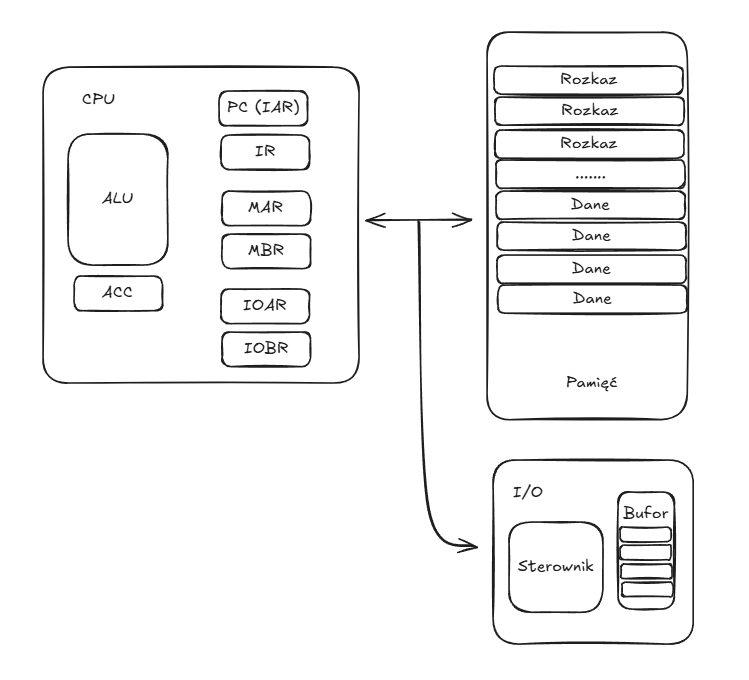 CPU
ALU
ACC
PC (IAR)
IR
MAR
MBR
IOAR
IOBR
Rozkaz
Rozkaz
Rozkaz
.......
Dane
Dane
Dane
Dane
Pamięć
I/O
Sterownik
Bufor